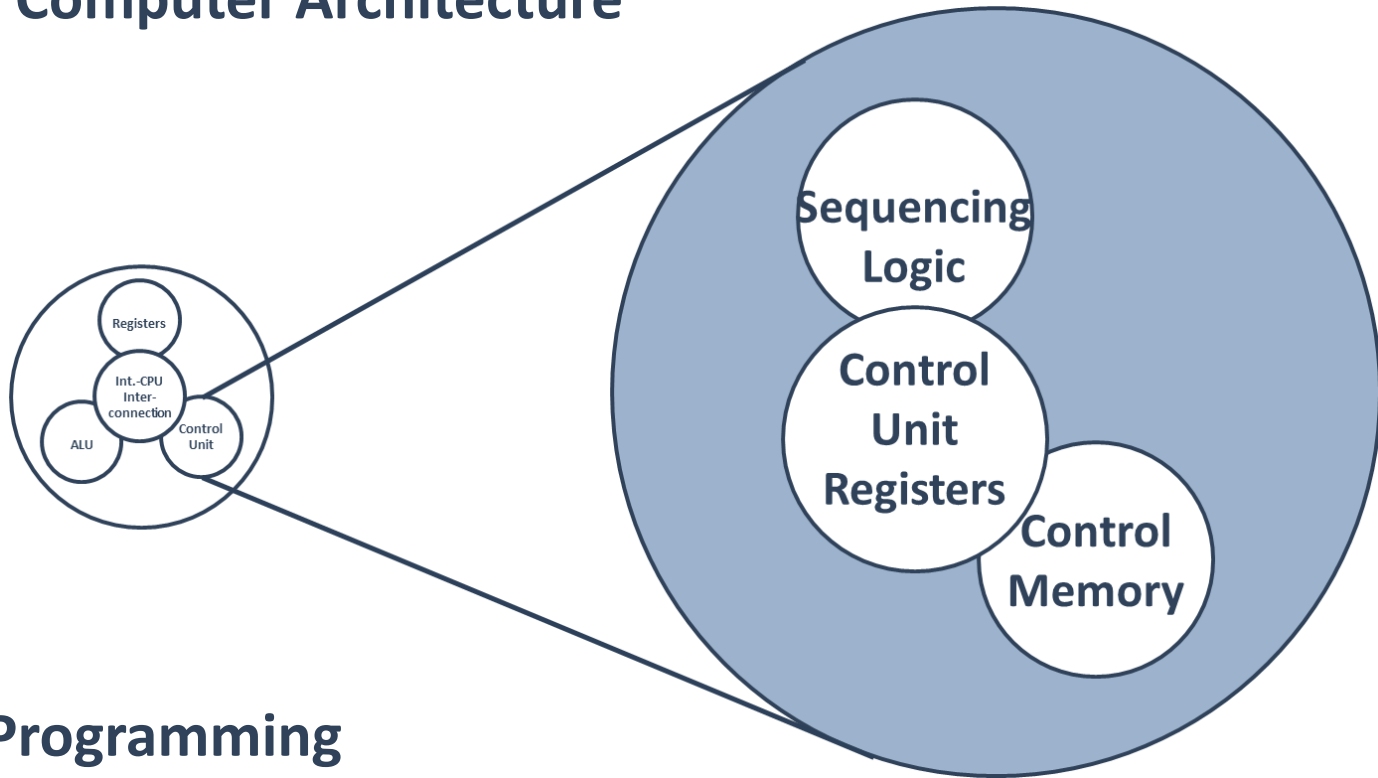 Computer Architecture
Sequencing
Logic
Registers
Control
Unit
Registers
Int.-CPU
Inter-
connection
ALU
Control
Unit
Control
Memory
Programming